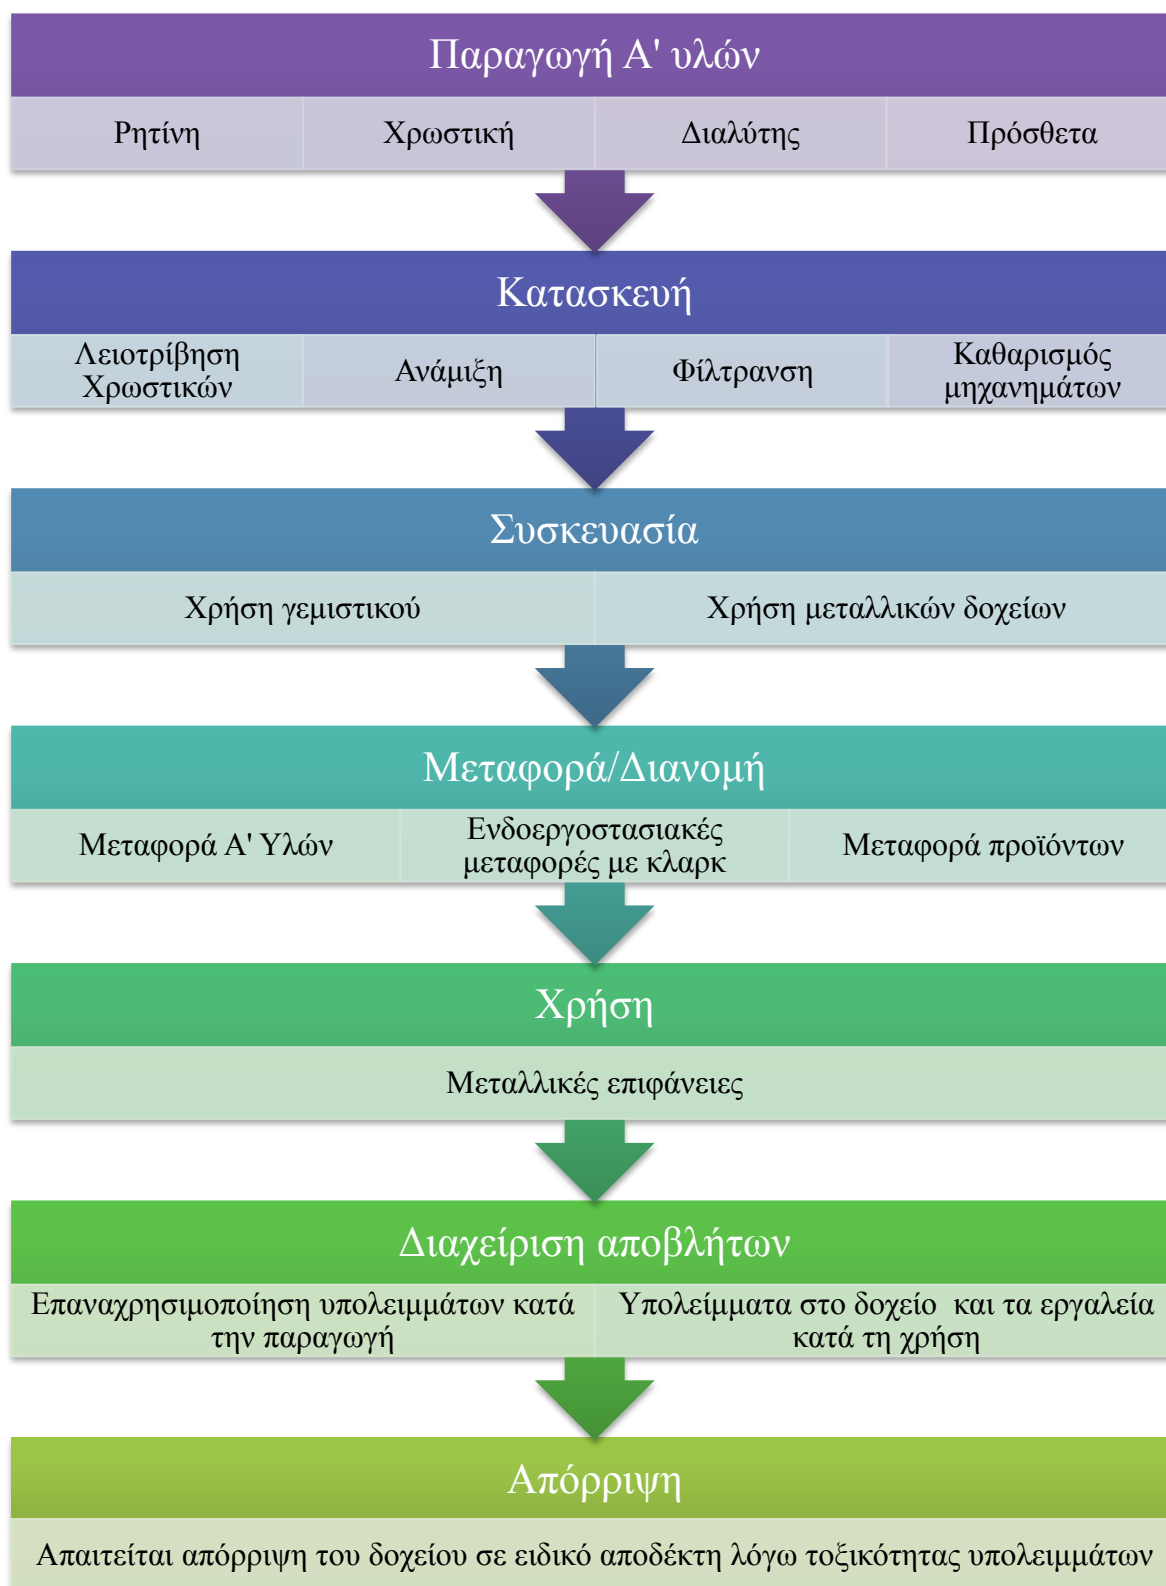 Παραγωγή Α' υλών
Ρητίνη
Χρωστική
Διαλύτης
Πρόσθετα
Κατασκευή
Λειοτρίβηση
Χρωστικών
Ανάμιξη
Φίλτρανση
Καθαρισμός
μηχανημάτων
Συσκευασία
Χρήση γεμιστικού
Χρήση μεταλλικών δοχείων
Μεταφορά/Διανομή
Μεταφορά Α' Υλών
Ενδοεργοστασιακές
μεταφορές με κλαρκ
Μεταφορά προϊόντων
Χρήση
Μεταλλικές επιφάνειες
Διαχείριση αποβλήτων
Επαναχρησιμοποίηση υπολειμμάτων κατά
την παραγωγή
Υπολείμματα στο δοχείο και τα εργαλεία
κατά τη χρήση
Απόρριψη
Απαιτείται απόρριψη του δοχείου σε ειδικό αποδέκτη λόγω τοξικότητας υπολειμμάτων